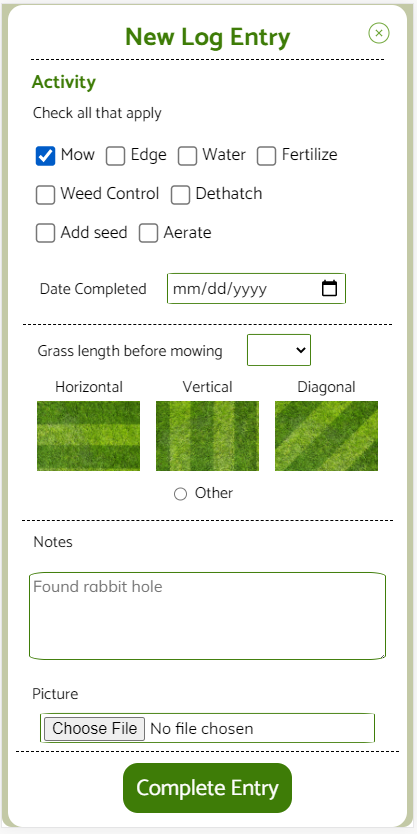 New Log Entry
Activity
Check all that apply
Mow Edge Water Fertilize
Weed Control Dethatch
Add seed Aerate
Date Completed mm/dd/yyyy
Grass length before mowing
Horizontal Vertical Diagonal
Other
Notes
Found rabbit hole
Picture
Choose File No file chosen
Complete Entry